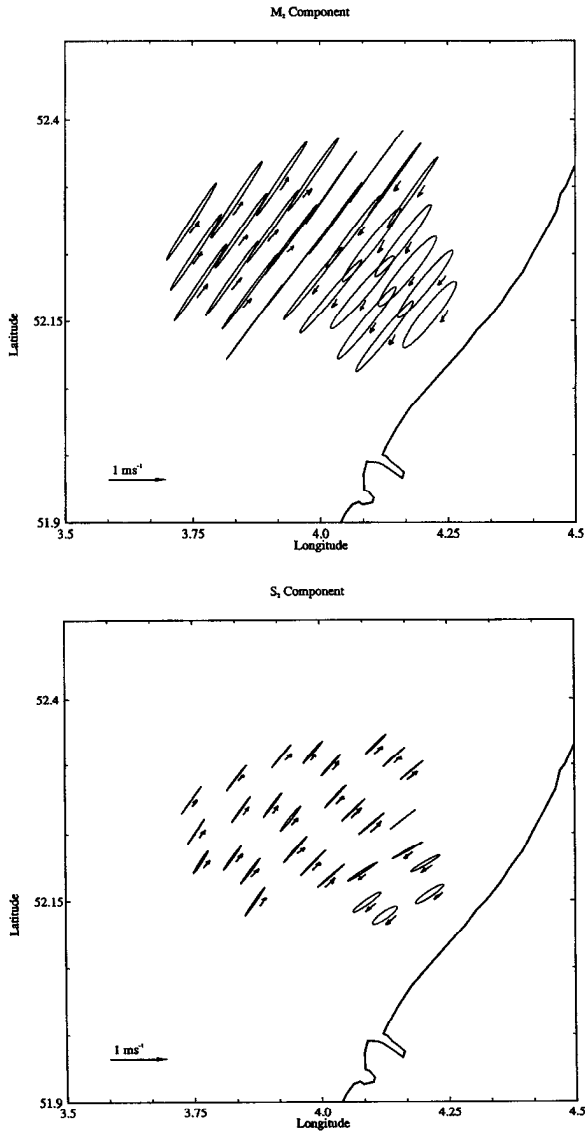 M₂ Component
52.4
52.15
51.9
Latitude
1 ms⁻¹
3.5 3.75 4.0 4.25 4.5
Longitude
S₂ Component
52.4
52.15
51.9
Latitude
1 ms⁻¹
3.5 3.75 4.0 4.25 4.5
Longitude